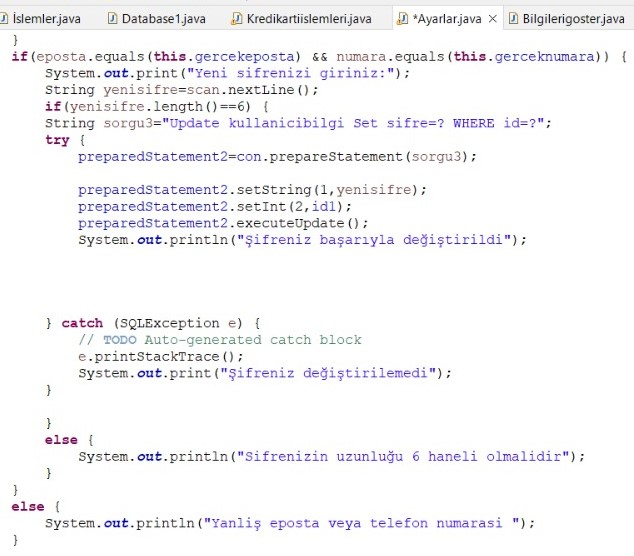 İslemler.java Database1.java Kredikartiislemleri.java *Ayarlar.java Bilgilerigoster.java
}
if(eposta.equals(this.gercekeposta) && numara.equals(this.gerceknumara)) {
System.out.print("Yeni sifrenizi giriniz:");
String yenisifre=scan.nextLine();
if(yenisifre.length()==6) {
String sorgu3="Update kullanicibilgi Set sifre=? WHERE id=?";
try {
preparedStatement2=con.prepareStatement(sorgu3);
preparedStatement2.setString(1,yenisifre);
preparedStatement2.setInt(2,id1);
preparedStatement2.executeUpdate();
System.out.println("Şifreniz başarıyla değiştirildi");
} catch (SQLException e) {
// TODO Auto-generated catch block
e.printStackTrace();
System.out.print("Şifreniz değiştirilemedi");
}
}
else {
System.out.println("Sifrenizin uzunluğu 6 haneli olmalidir");
}
}
else {
System.out.println("Yanliş eposta veya telefon numarasi ");
}